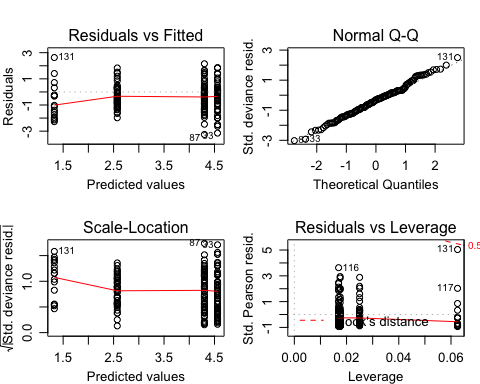 Residuals vs Fitted
Residuals
3
1
-1
-3
131
87
93
1.5 2.5 3.5 4.5
Predicted values
Normal Q-Q
Std. deviance resid.
3
1
-1
-3
131
-2 -1 0 1 2
Theoretical Quantiles
Scale-Location
√|Std. deviance resid.|
1.0
0.0
131
87
93
1.5 2.5 3.5 4.5
Predicted values
Residuals vs Leverage
Std. Pearson resid.
5
3
1
-1
131
0.5
116
117
Cook's distance
0.00 0.02 0.04 0.06
Leverage